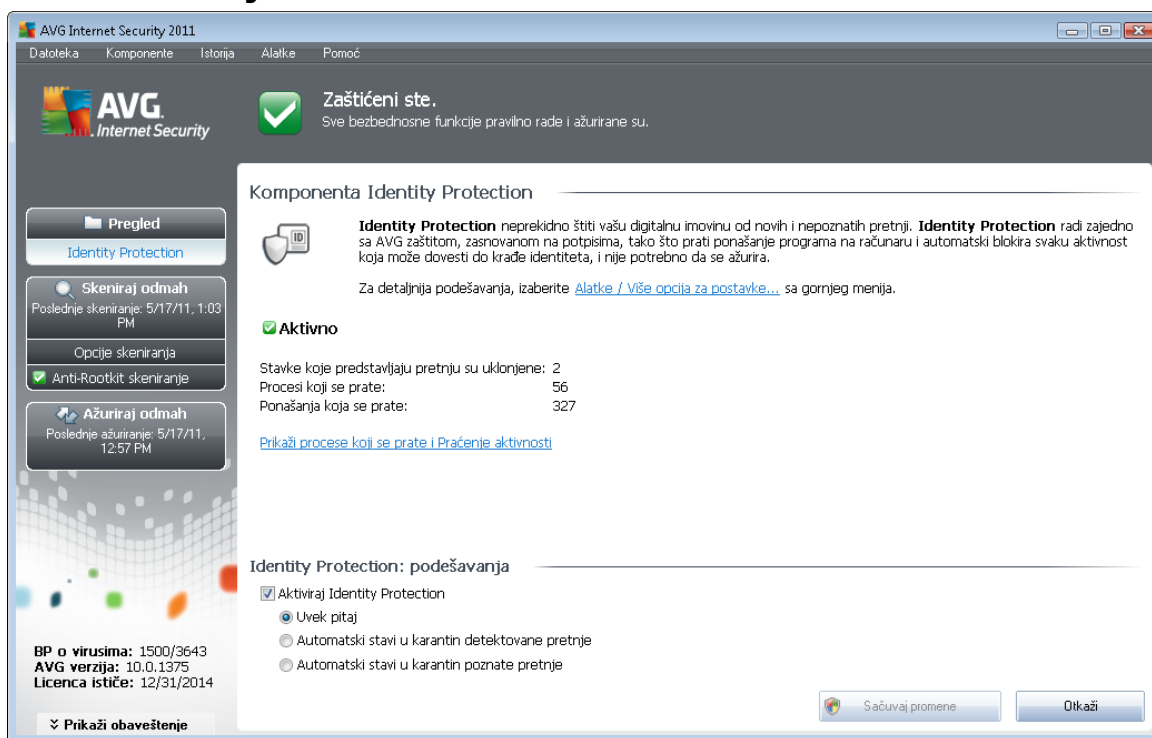 AVG Internet Security 2011
Datoteka Komponente Istorija Alatke Pomoć
AVG.
Internet Security
Zaštićeni ste.
Sve bezbednosne funkcije pravilno rade i ažurirane su.
Pregled
Identity Protection
Skeniraj odmah
Poslednje skeniranje: 5/17/11, 1:03
PM
Opcije skeniranja
Anti-Rootkit skeniranje
Ažuriraj odmah
Poslednje ažuriranje: 5/17/11,
12:57 PM
BP o virusima: 1500/3643
AVG verzija: 10.0.1375
Licenca ističe: 12/31/2014
Prikaži obaveštenje
Komponenta Identity Protection
ID
Identity Protection neprekidno štiti vašu digitalnu imovinu od novih i nepoznatih pretnji. Identity Protection radi zajedno
sa AVG zaštitom, zasnovanom na potpisima, tako što prati ponašanje programa na računaru i automatski blokira svaku aktivnost
koja može dovesti do krađe identiteta, i nije potrebno da se ažurira.
Za detaljnija podešavanja, izaberite Alatke / Više opcija za postavke... sa gornjeg menija.
Aktivno
Stavke koje predstavljaju pretnju su uklonjene: 2
Procesi koji se prate: 56
Ponašanja koja se prate: 327
Prikaži procese koji se prate i Praćenje aktivnosti
Identity Protection: podešavanja
Aktiviraj Identity Protection
Uvek pitaj
Automatski stavi u karantin detektovane pretnje
Automatski stavi u karantin poznate pretnje
Sačuvaj promene
Otkaži